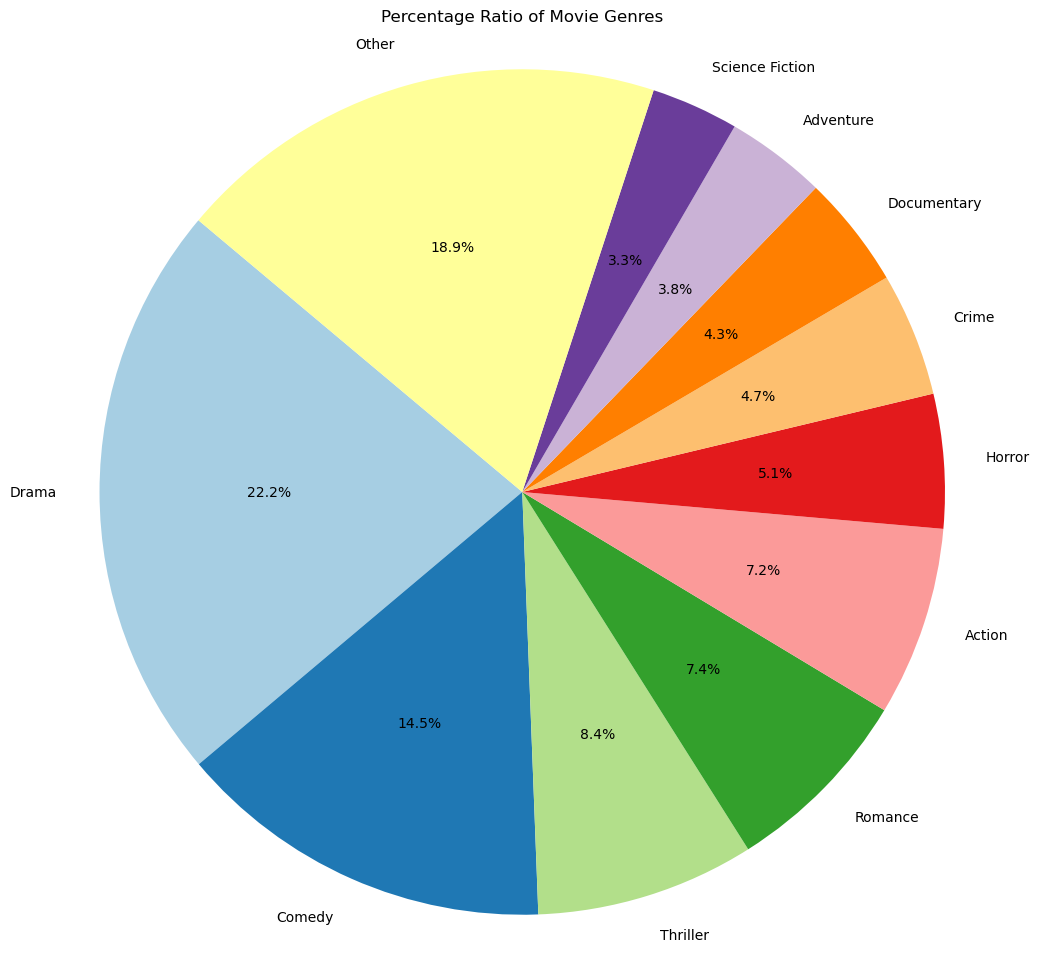 Percentage Ratio of Movie Genres
Other
Science Fiction
Adventure
Documentary
Crime
Horror
Action
Romance
Thriller
Comedy
Drama
18.9%
3.3%
3.8%
4.3%
4.7%
5.1%
7.2%
7.4%
8.4%
14.5%
22.2%